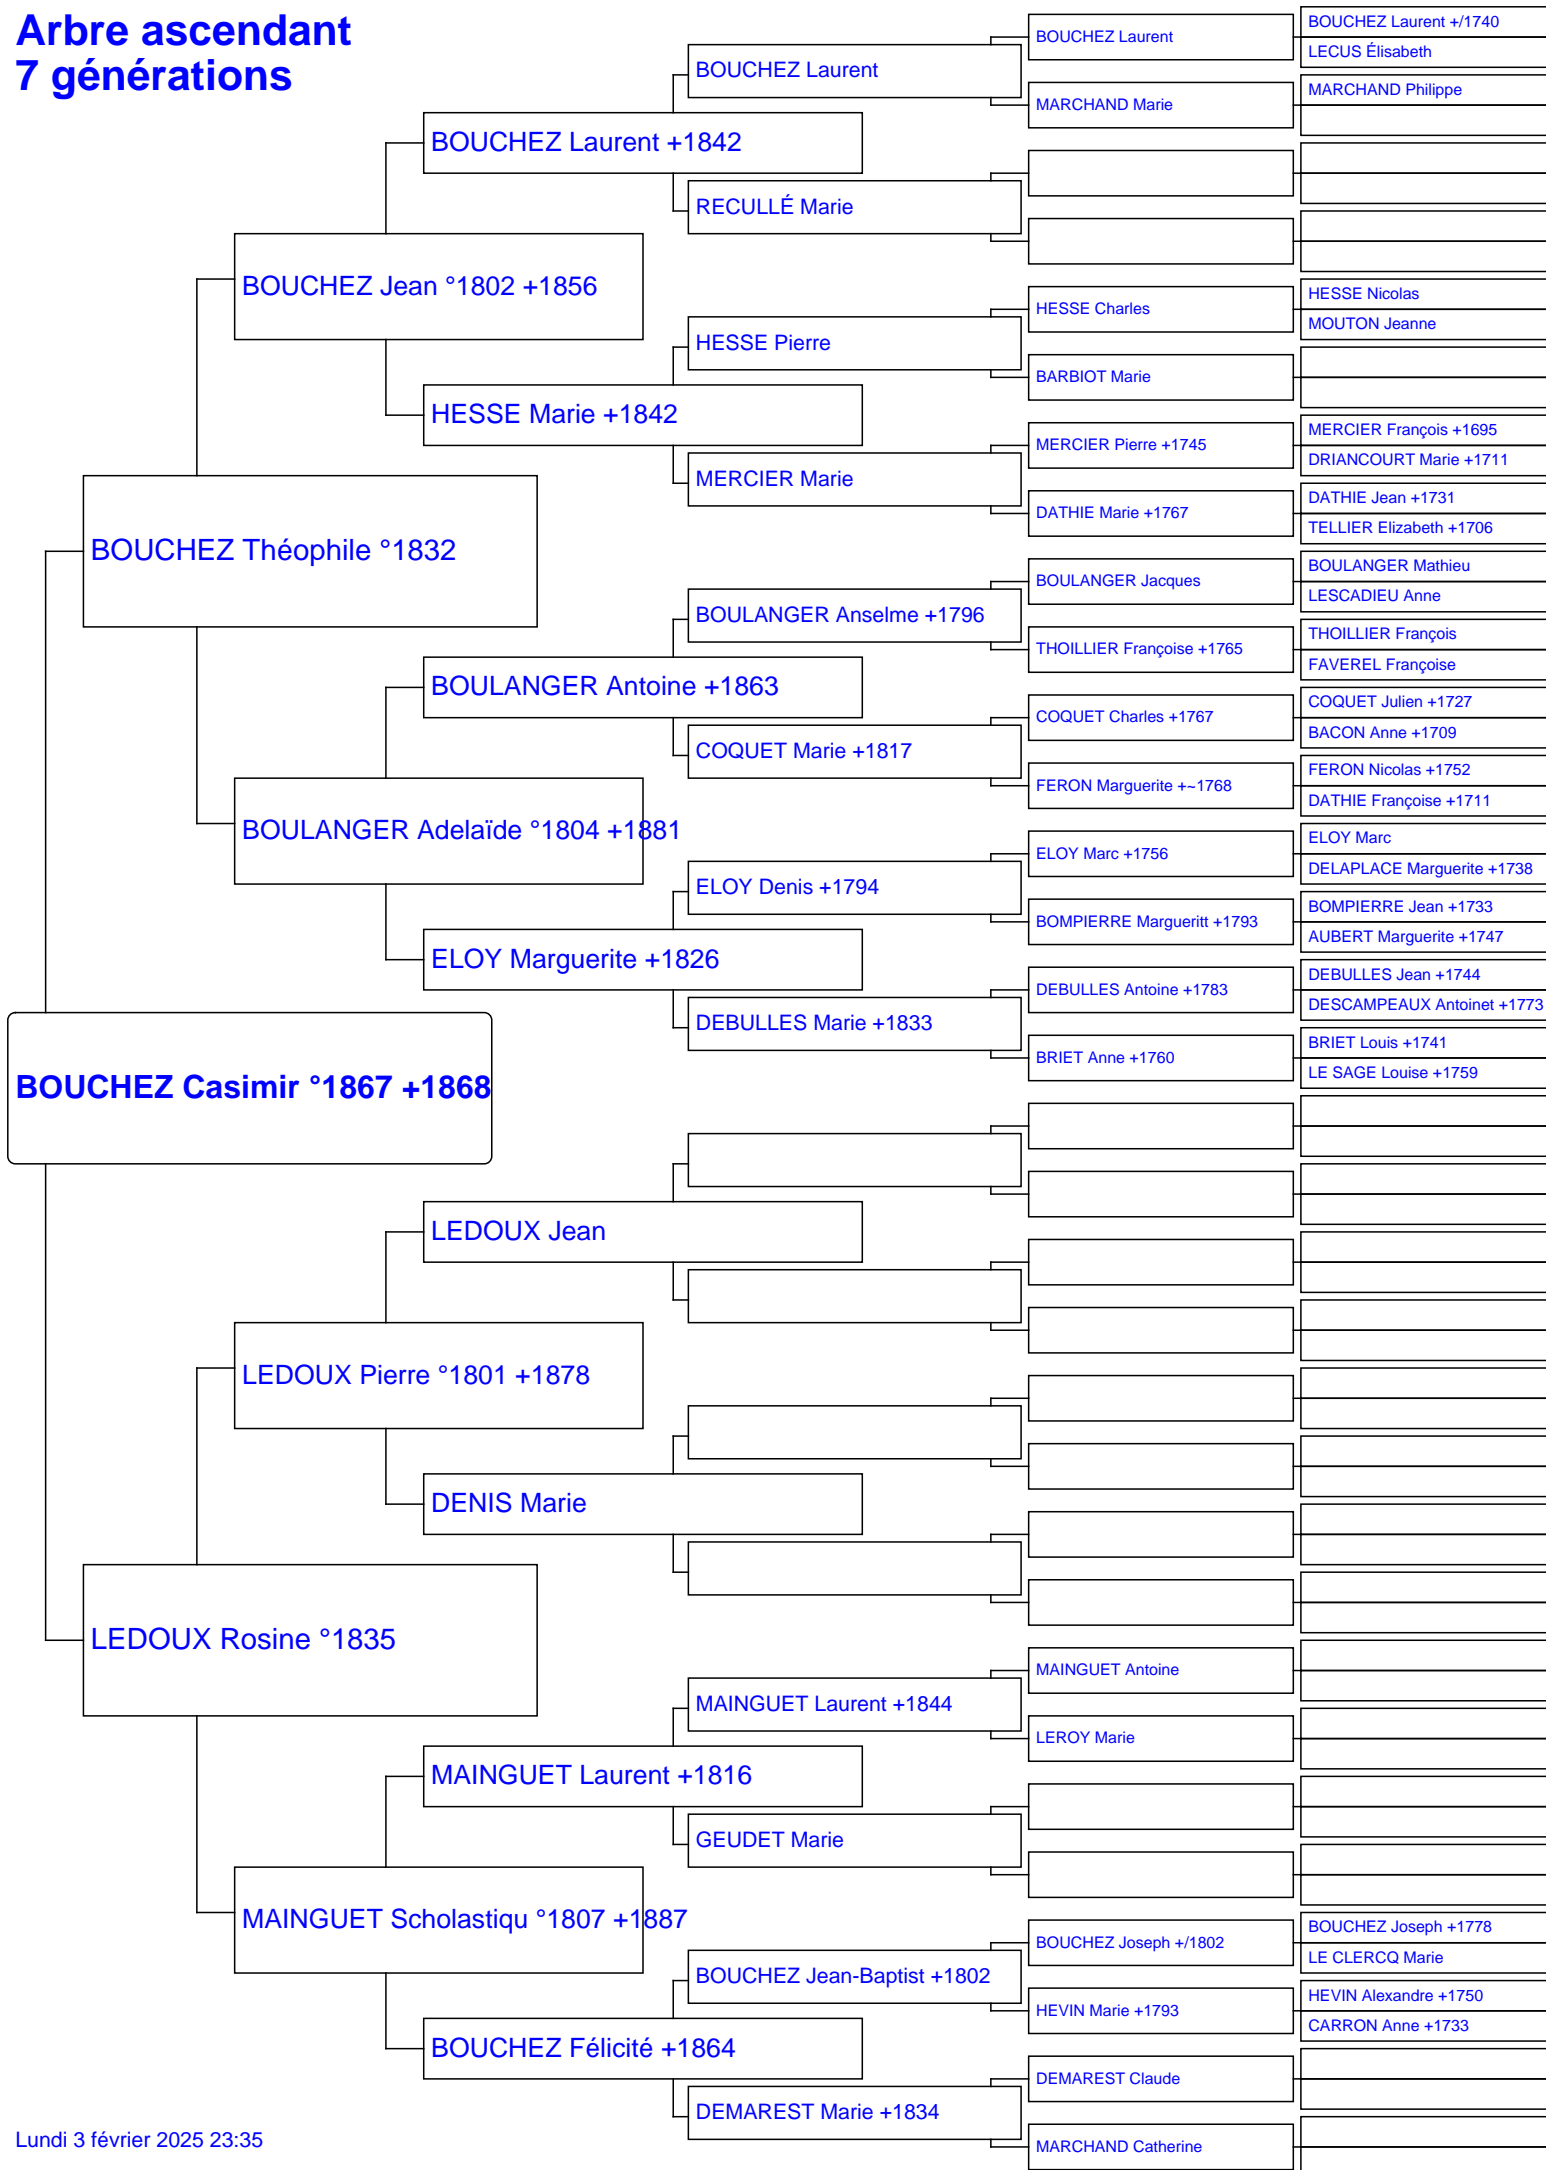 Arbre ascendant
7 générations
BOUCHEZ Casimir °1867 +1868
BOUCHEZ Théophile °1832
LEDOUX Rosine °1835
BOUCHEZ Jean °1802 +1856
BOULANGER Adelaïde °1804 +1881
LEDOUX Pierre °1801 +1878
MAINGUET Scholastiqu °1807 +1887
BOUCHEZ Laurent +1842
HESSE Marie +1842
BOULANGER Antoine +1863
ELOY Marguerite +1826
LEDOUX Jean
DENIS Marie
MAINGUET Laurent +1816
BOUCHEZ Félicité +1864
BOUCHEZ Laurent
RECULLÉ Marie
HESSE Pierre
MERCIER Marie
BOULANGER Anselme +1796
COQUET Marie +1817
ELOY Denis +1794
DEBULLES Marie +1833
MAINGUET Laurent +1844
GEUDET Marie
BOUCHEZ Jean-Baptist +1802
DEMAREST Marie +1834
BOUCHEZ Laurent
MARCHAND Marie
HESSE Charles
BARBIOT Marie
MERCIER Pierre +1745
DATHIE Marie +1767
BOULANGER Jacques
THOILLIER Françoise +1765
COQUET Charles +1767
FERON Marguerite +~1768
ELOY Marc +1756
BOMPIERRE Margueritt +1793
DEBULLES Antoine +1783
BRIET Anne +1760
MAINGUET Antoine
LEROY Marie
BOUCHEZ Joseph +/1802
HEVIN Marie +1793
DEMAREST Claude
MARCHAND Catherine
BOUCHEZ Laurent +/1740
LECUS Élisabeth
MARCHAND Philippe
HESSE Nicolas
MOUTON Jeanne
MERCIER François +1695
DRIANCOURT Marie +1711
DATHIE Jean +1731
TELLIER Elizabeth +1706
BOULANGER Mathieu
LESCADIEU Anne
THOILLIER François
FAVEREL Françoise
COQUET Julien +1727
BACON Anne +1709
FERON Nicolas +1752
DATHIE Françoise +1711
ELOY Marc
DELAPLACE Marguerite +1738
BOMPIERRE Jean +1733
AUBERT Marguerite +1747
DEBULLES Jean +1744
DESCAMPEAUX Antoinet +1773
BRIET Louis +1741
LE SAGE Louise +1759
BOUCHEZ Joseph +1778
LE CLERCQ Marie
HEVIN Alexandre +1750
CARRON Anne +1733
Lundi 3 février 2025 23:35